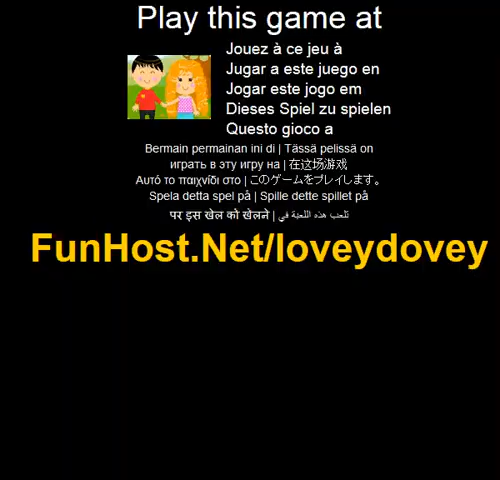 Play this game at
Jouez à ce jeu à
Jugar a este juego en
Jogar este jogo em
Dieses Spiel zu spielen
Questo gioco a
Bermain permainan ini di | Tässä pelissä on
играть в эту игру на | 在这场游戏
Αυτό το παιχνίδι στο | このゲームをプレイします。
Spela detta spel på | Spille dette spillet på
पर इस खेल को खेलने | تلعب هذه اللعبة في
FunHost.Net/loveydovey